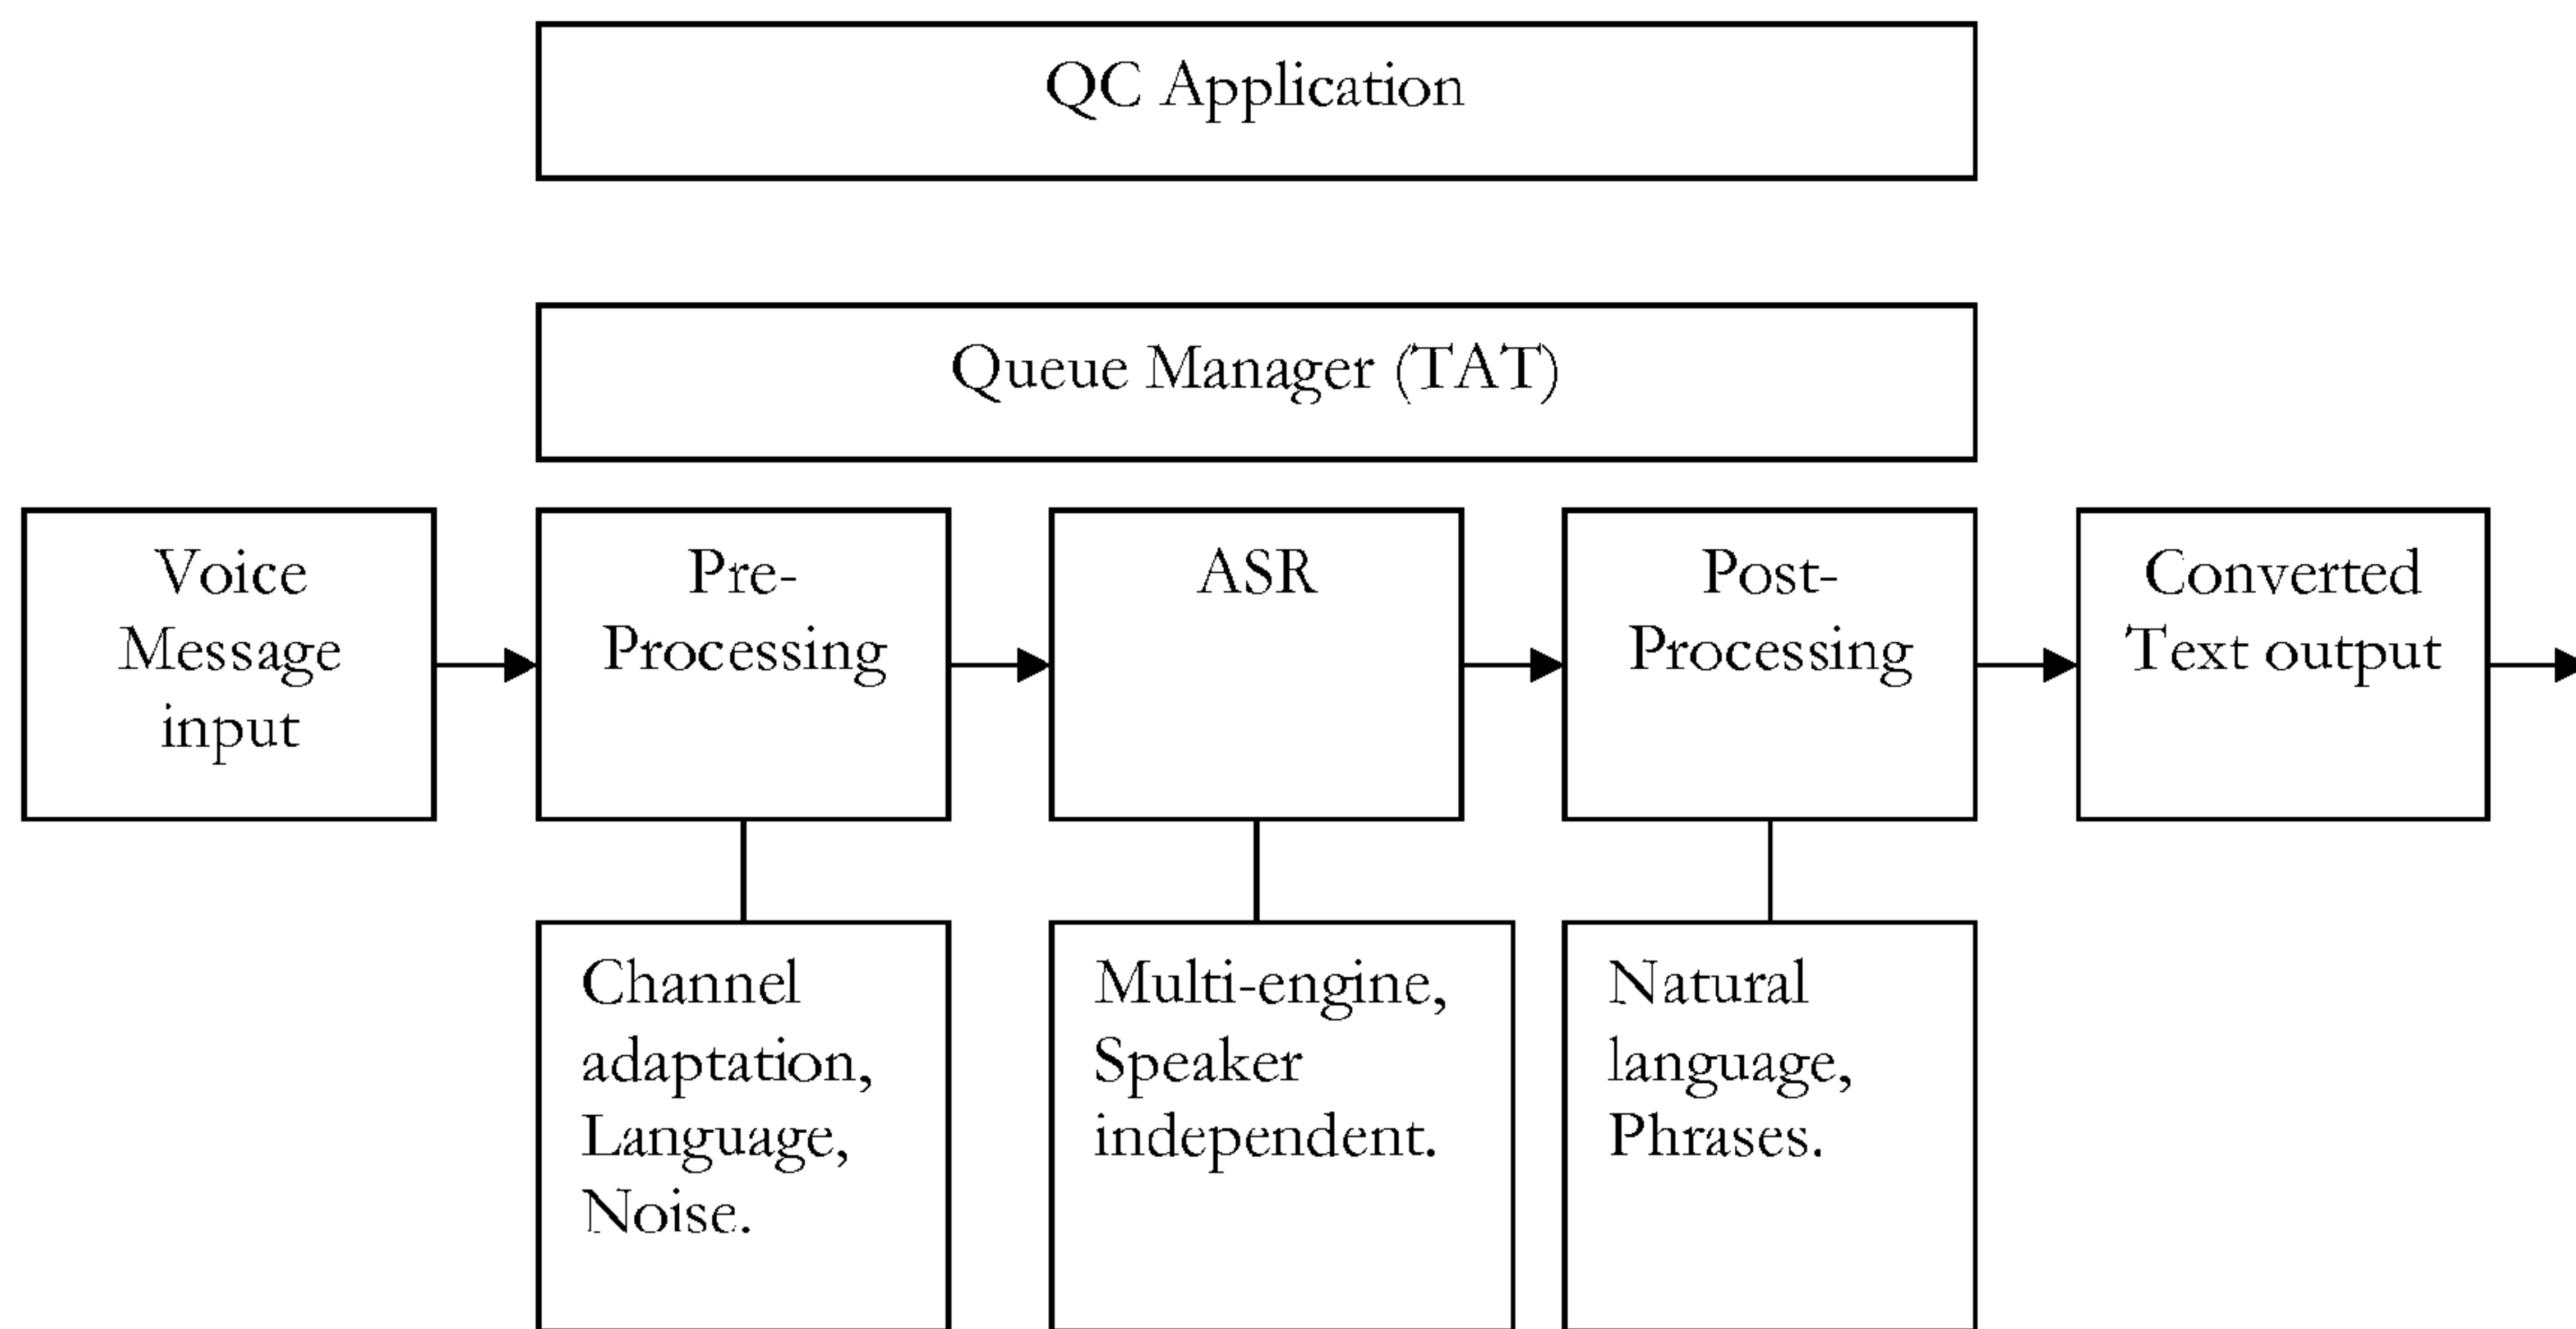 QC Application
Queue Manager (TAT)
Voice
Message
input
Pre-
Processing
ASR
Post-
Processing
Converted
Text output
Channel
adaptation,
Language,
Noise.
Multi-engine,
Speaker
independent.
Natural
language,
Phrases.